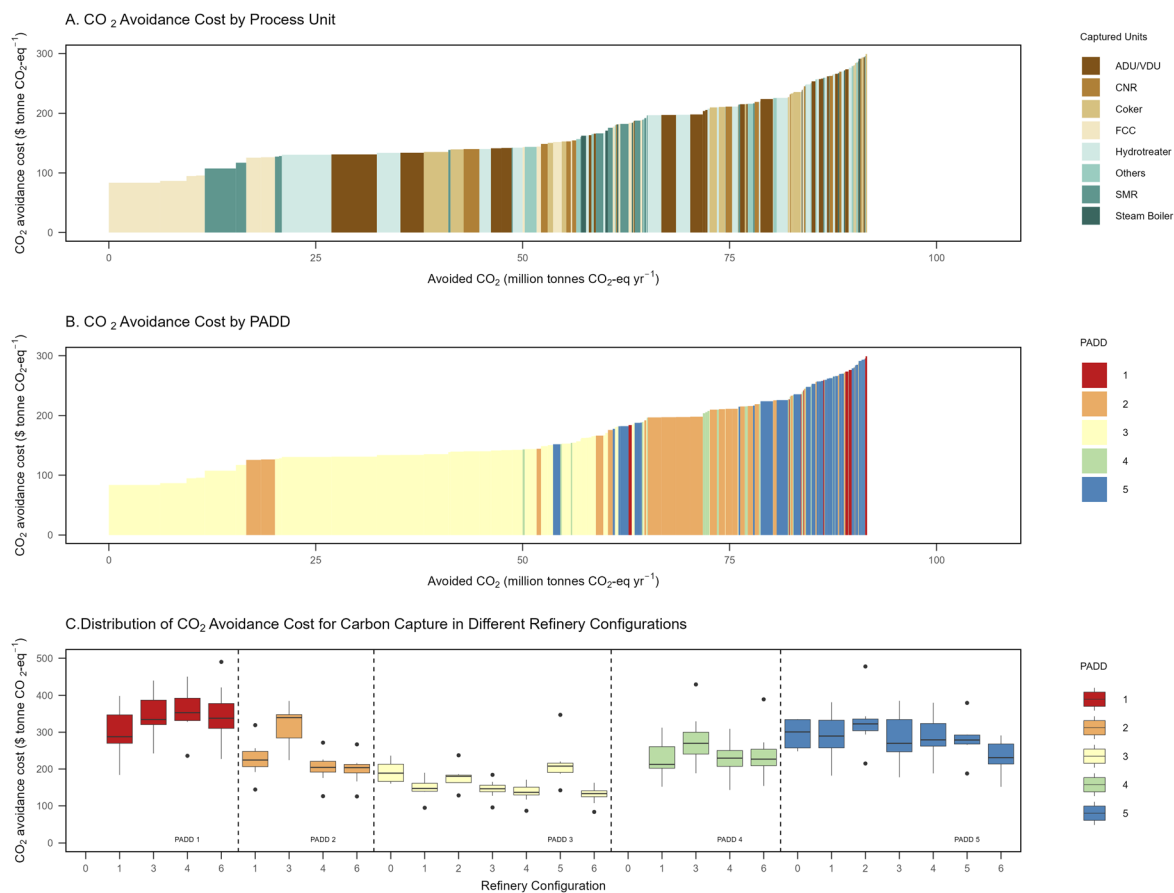 A. CO 2 Avoidance Cost by Process Unit
CO2 avoidance cost ($ tonne CO2-eq−1)
300
200
100
0
0 25 50 75 100
Avoided CO2 (million tonnes CO2-eq yr−1)
Captured Units
ADU/VDU
CNR
Coker
FCC
Hydrotreater
Others
SMR
Steam Boiler
B. CO 2 Avoidance Cost by PADD
CO2 avoidance cost ($ tonne CO2-eq−1)
300
200
100
0
0 25 50 75 100
Avoided CO2 (million tonnes CO2-eq yr−1)
PADD
1
2
3
4
5
C.Distribution of CO2 Avoidance Cost for Carbon Capture in Different Refinery Configurations
CO2 avoidance cost ($ tonne CO 2-eq−1)
500
400
300
200
100
0
PADD 1 PADD 2 PADD 3 PADD 4 PADD 5
0 1 3 4 6 1 3 4 6 0 1 2 3 4 5 6 0 1 3 4 6 0 1 2 3 4 5 6
Refinery Configuration
PADD
1
2
3
4
5